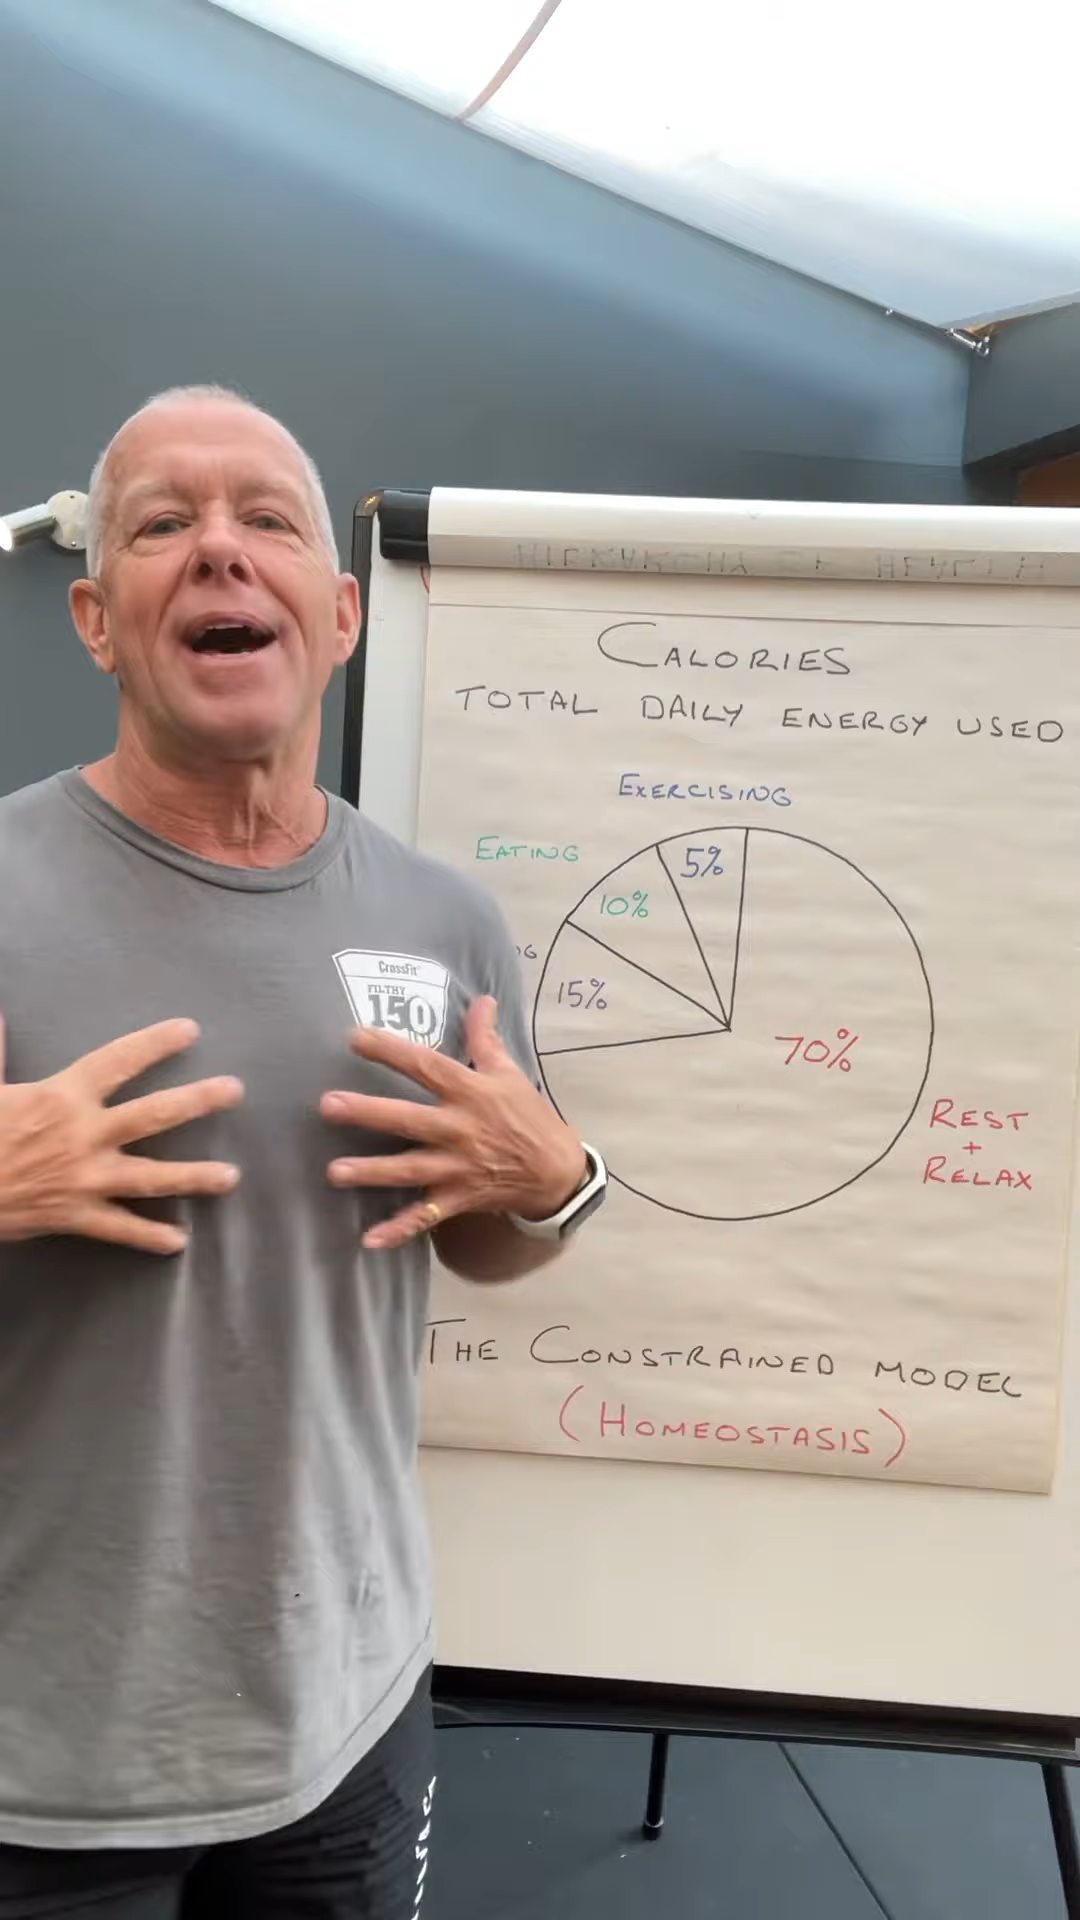 CALORIES
TOTAL DAILY ENERGY USED
EXERCISING
EATING
5%
10%
15%
70%
REST
+
RELAX
THE CONSTRAINED MODEL
(HOMEOSTASIS)
CrossFit
FILTHY
150